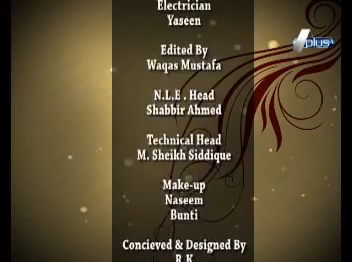 Electrician
Yaseen
plus
Edited By
Waqas Mustafa
N.L.E . Head
Shabbir Ahmed
Technical Head
M. Sheikh Siddique
Make-up
Naseem
Bunti
Concieved & Designed By
R.K